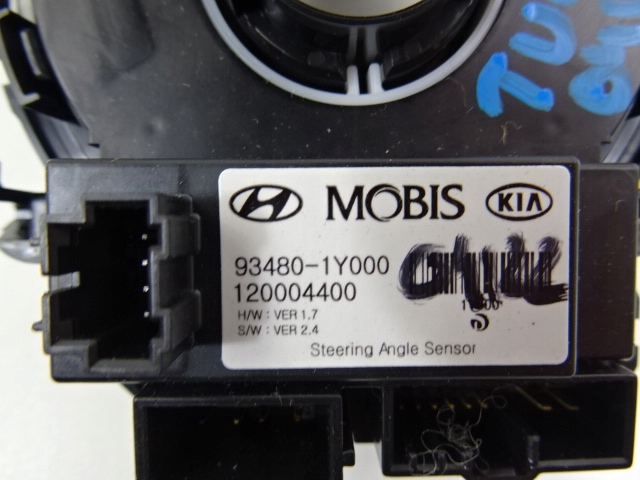 MOBIS KIA
93480-1Y000
120004400
H/W : VER 1.7
S/W : VER 2.4
Steering Angle Sensor